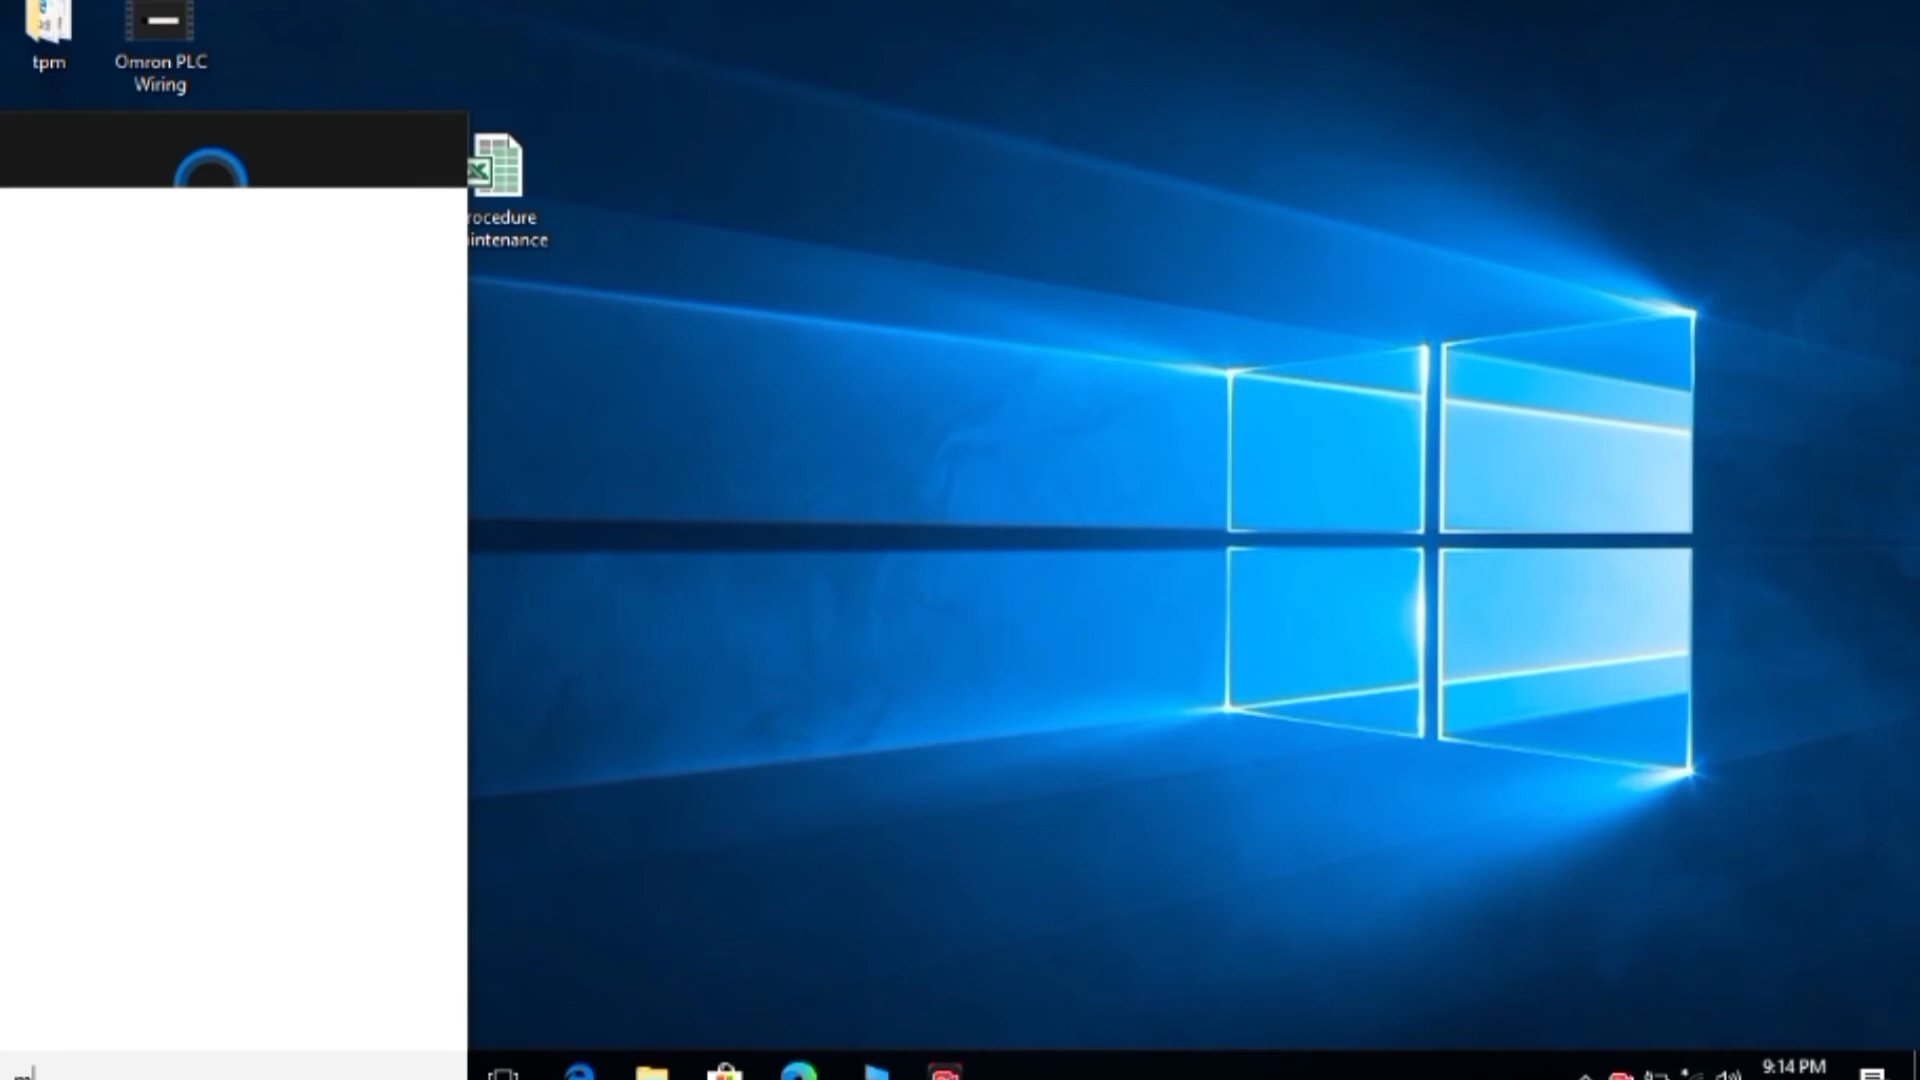 tpm
Omron PLC
Wiring
rocedure
intenance
m
9:14 PM